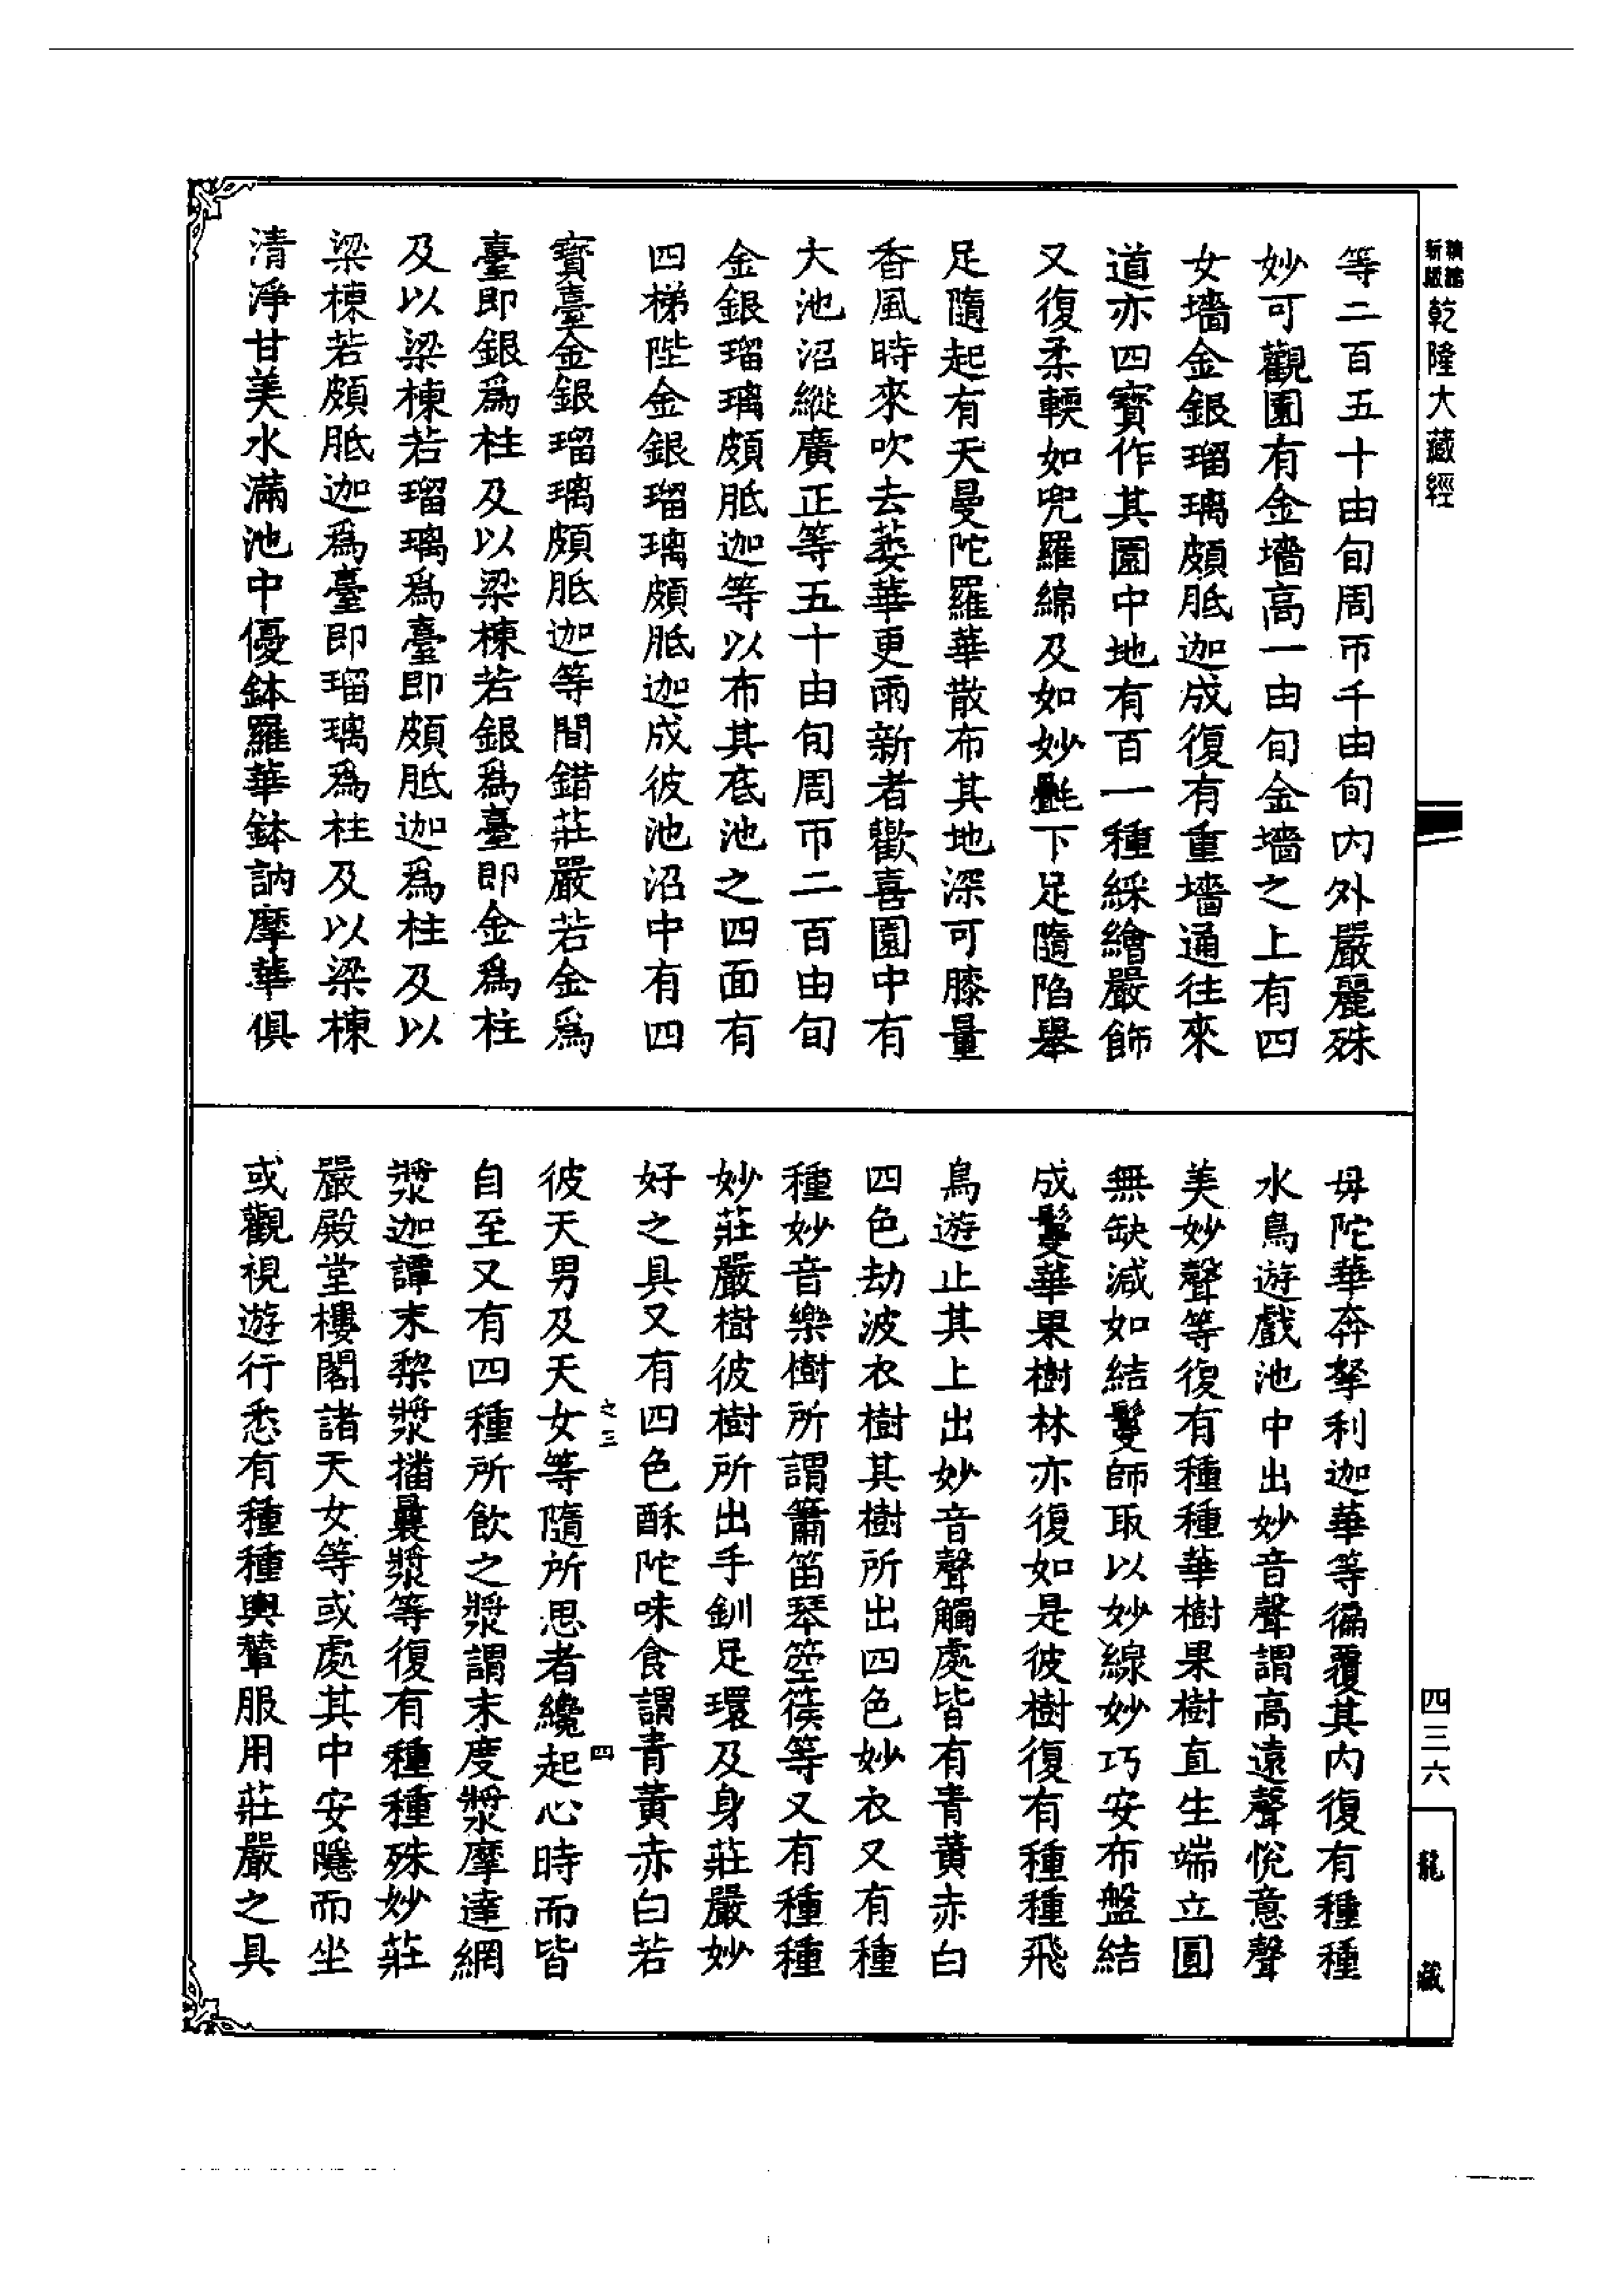 新版
精縮
乾隆大藏經
等二百五十由旬周帀千由旬內外嚴麗殊
妙可觀園有金墻高一由旬金墻之上有四
女墻金銀瑠璃頗胝迦成復有重墻通往來
道亦四寶作其園中地有百一種綵繪嚴飾
又復柔輭如兜羅綿及如妙㲲下足隨陷舉
足隨起有天曼陀羅華散布其地深可膝量
香風時來吹去萎華更雨新者歡喜園中有
大池沼縱廣正等五十由旬周帀二百由旬
金銀瑠璃頗胝迦等以布其底池之四面有
四梯陛金銀瑠璃頗胝迦成彼池沼中有四
寶臺金銀瑠璃頗胝迦等間錯莊嚴若金爲
臺即銀爲柱及以梁棟若銀爲臺即金爲柱
及以梁棟若瑠璃爲臺即頗胝迦爲柱及以
梁棟若頗胝迦爲臺即瑠璃爲柱及以梁棟
清淨甘美水滿池中優鉢羅華鉢訥摩華俱
毋陀華奔拏利迦華等徧覆其內復有種種
水鳥遊戲池中出妙音聲謂高遠聲悅意聲
美妙聲等復有種種華樹果樹直生端立圓
無缺減如結鬘師取以妙線妙巧安布盤結
成鬘華果樹林亦復如是彼樹復有種種飛
鳥遊止其上出妙音聲觸處皆有青黃赤白
四色劫波衣樹其樹所出四色妙衣又有種
種妙音樂樹所謂簫笛琴箜篌等又有種種
妙莊嚴樹彼樹所出手釧足環及身莊嚴妙
好之具又有四色酥陀味食謂青黃赤白若
之三 四
彼天男及天女等隨所思者纔起心時而皆
自至又有四種所飲之漿謂末度漿摩達網
漿迦譚末棃漿播曩漿等復有種種殊妙莊
嚴殿堂樓閣諸天女等或處其中安隱而坐
或觀視遊行悉有種種輿輦服用莊嚴之具
四三六
龍藏